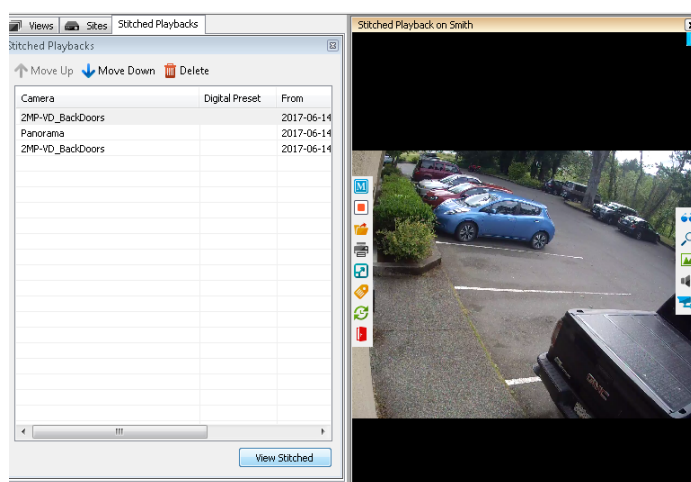 Views Sites Stitched Playbacks
Stitched Playbacks
Move Up Move Down Delete
Camera Digital Preset From
2MP-VD_BackDoors 2017-06-14
Panorama 2017-06-14
2MP-VD_BackDoors 2017-06-14
View Stitched
Stitched Playback on Smith
M
GMC